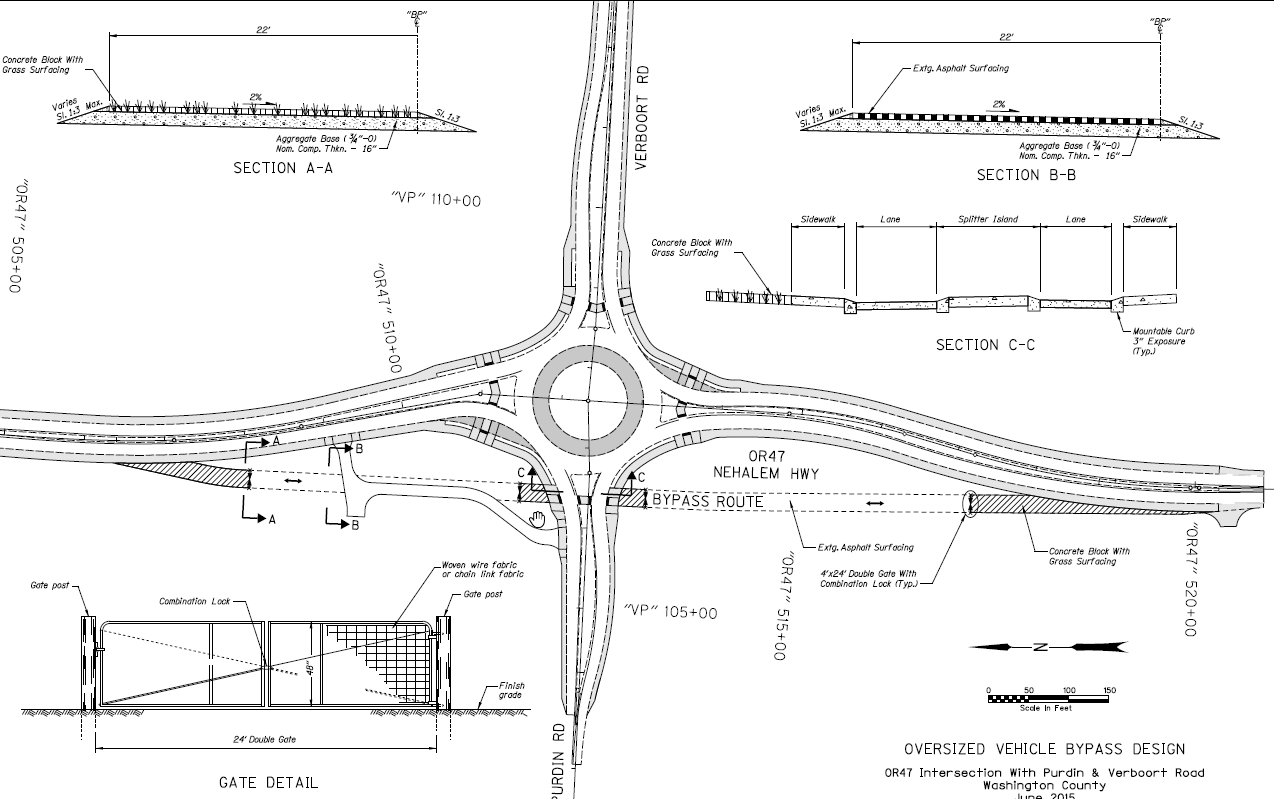 "BP"
22'
Concrete Block With
Grass Surfacing
2%
Varies
Sl. 1:3 Max.
Sl. 1:3
Aggregate Base ( ¾"-0)
Nom. Comp. Thkn. - 16"
SECTION A-A
"BP"
22'
Extg. Asphalt Surfacing
2%
Varies
Sl. 1:3 Max.
Sl. 1:3
Aggregate Base ( ¾"-0)
Nom. Comp. Thkn. - 16"
SECTION B-B
VERBOORT RD
"VP" 110+00
"OR47" 505+00
"OR47" 510+00
Sidewalk
Lane
Splitter Island
Lane
Sidewalk
Concrete Block With
Grass Surfacing
Mountable Curb
3" Exposure
(Typ.)
SECTION C-C
A
B
C
C
A
B
OR47
NEHALEM HWY
BYPASS ROUTE
Extg. Asphalt Surfacing
4'x24' Double Gate With
Combination Lock (Typ.)
Concrete Block With
Grass Surfacing
"OR47" 515+00
"OR47" 520+00
"VP" 105+00
PURDIN RD
Gate post
Combination Lock
Woven wire fabric
or chain link fabric
Gate post
48"
Finish
grade
24' Double Gate
GATE DETAIL
N
0 50 100 150
Scale In Feet
OVERSIZED VEHICLE BYPASS DESIGN
OR47 Intersection With Purdin & Verboort Road
Washington County
June 2015